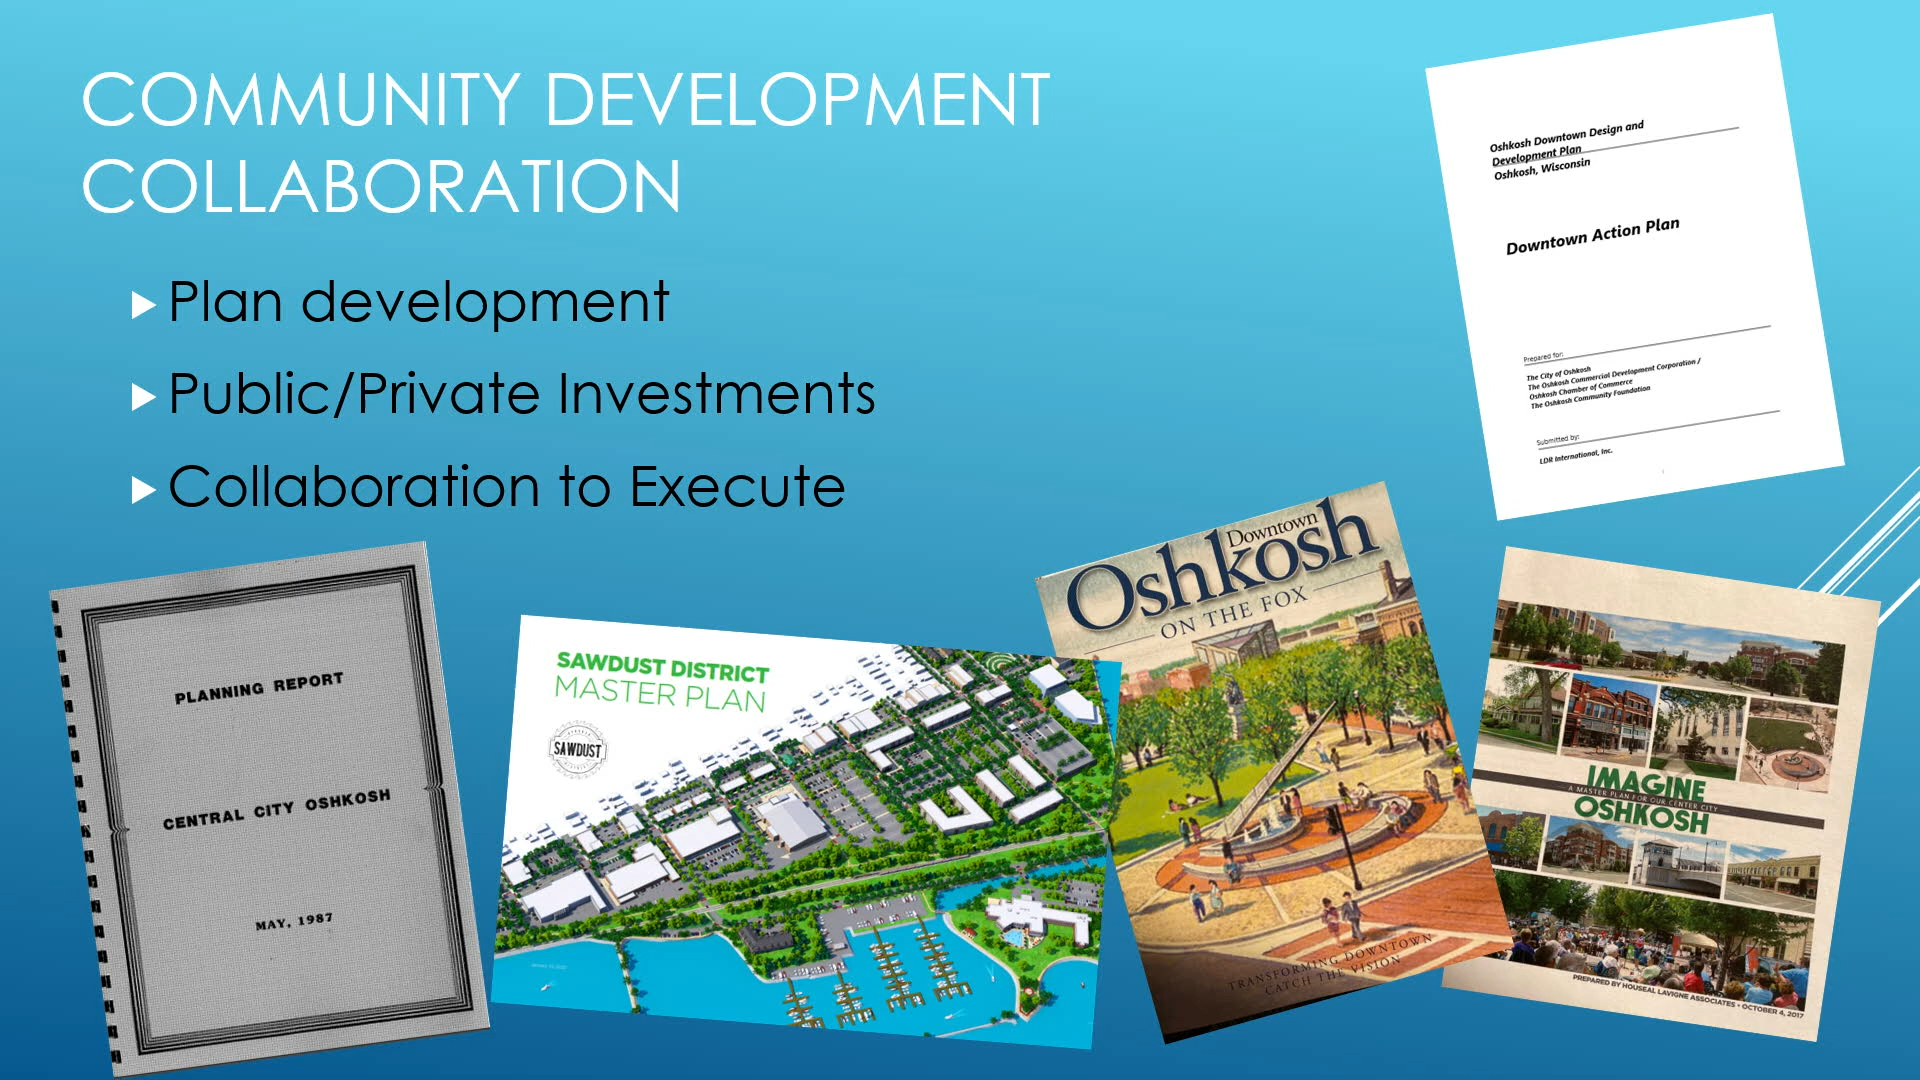 COMMUNITY DEVELOPMENT
COLLABORATION
Plan development
Public/Private Investments
Collaboration to Execute
Oshkosh Downtown Design and
Development Plan
Oshkosh, Wisconsin
Downtown Action Plan
Prepared for:
The City of Oshkosh
The Oshkosh Commercial Development Corporation /
Oshkosh Chamber of Commerce
The Oshkosh Community Foundation
Submitted by:
LDR International, Inc.
PLANNING REPORT
CENTRAL CITY OSHKOSH
MAY, 1987
SAWDUST DISTRICT
MASTER PLAN
SAWDUST
Downtown
Oshkosh
ON THE FOX
TRANSFORMING DOWNTOWN
CATCH THE VISION
IMAGINE
A MASTER PLAN FOR OUR CENTER CITY
OSHKOSH
PREPARED BY HOUSEAL LAVIGNE ASSOCIATES • OCTOBER 4, 2017